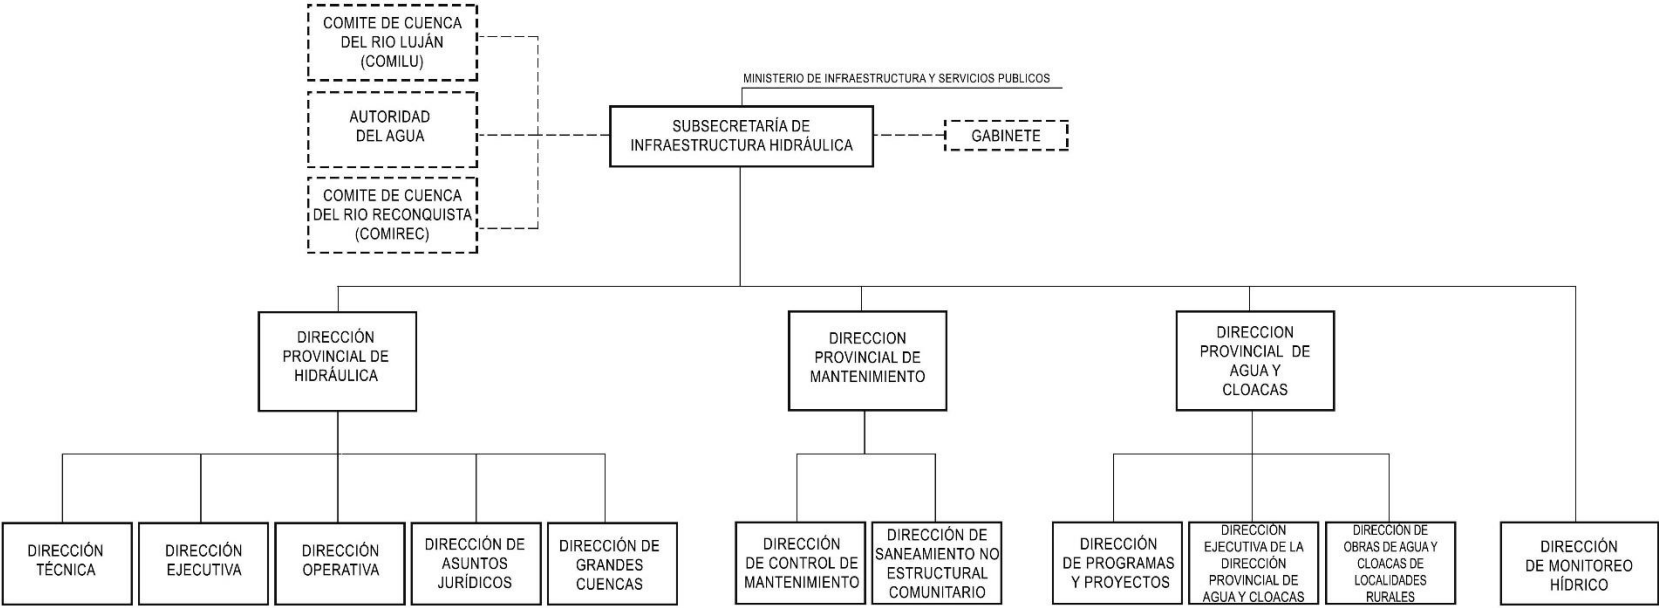 COMITE DE CUENCA
DEL RIO LUJÁN
(COMILU)
MINISTERIO DE INFRAESTRUCTURA Y SERVICIOS PUBLICOS
AUTORIDAD
DEL AGUA
SUBSECRETARÍA DE
INFRAESTRUCTURA HIDRÁULICA
GABINETE
COMITE DE CUENCA
DEL RIO RECONQUISTA
(COMIREC)
DIRECCIÓN
PROVINCIAL DE
HIDRÁULICA
DIRECCION
PROVINCIAL DE
MANTENIMIENTO
DIRECCION
PROVINCIAL DE
AGUA Y
CLOACAS
DIRECCIÓN
TÉCNICA
DIRECCIÓN
EJECUTIVA
DIRECCIÓN
OPERATIVA
DIRECCIÓN DE
ASUNTOS
JURÍDICOS
DIRECCIÓN DE
GRANDES
CUENCAS
DIRECCIÓN
DE CONTROL DE
MANTENIMIENTO
DIRECCIÓN DE
SANEAMIENTO NO
ESTRUCTURAL
COMUNITARIO
DIRECCIÓN
DE PROGRAMAS
Y PROYECTOS
DIRECCIÓN
EJECUTIVA DE LA
DIRECCIÓN
PROVINCIAL DE
AGUA Y CLOACAS
DIRECCIÓN DE
OBRAS DE AGUA Y
CLOACAS DE
LOCALIDADES
RURALES
DIRECCIÓN
DE MONITOREO
HÍDRICO